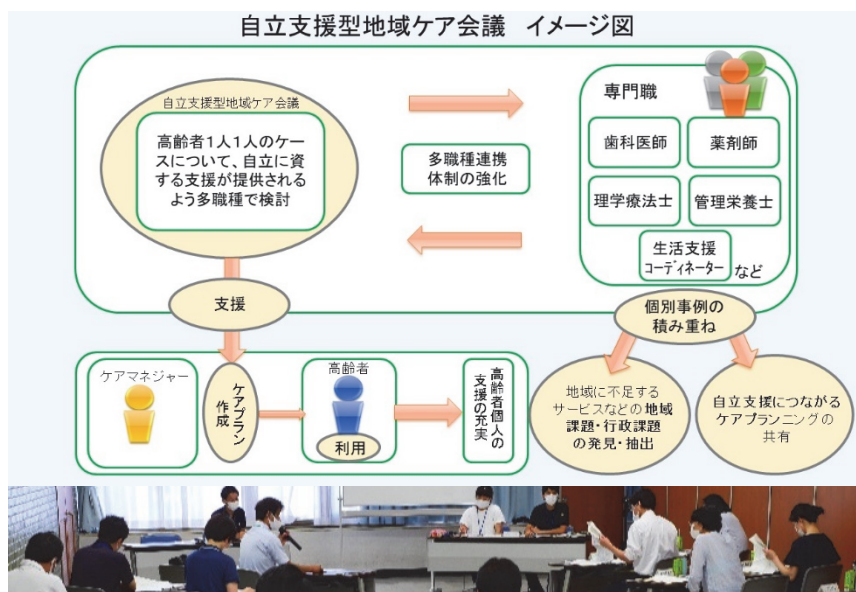 自立支援型地域ケア会議　イメージ図
自立支援型地域ケア会議
高齢者1人1人のケー
スについて、自立に資
する支援が提供される
よう多職種で検討
多職種連携
体制の強化
専門職
歯科医師
薬剤師
理学療法士
管理栄養士
生活支援
コーディネーター
など
支援
個別事例の
積み重ね
ケアマネジャー
ケアプラン
作成
高齢者
利用
高齢者個人の
支援の充実
地域に不足する
サービスなどの地域
課題・行政課題
の発見・抽出
自立支援につながる
ケアプランニングの
共有